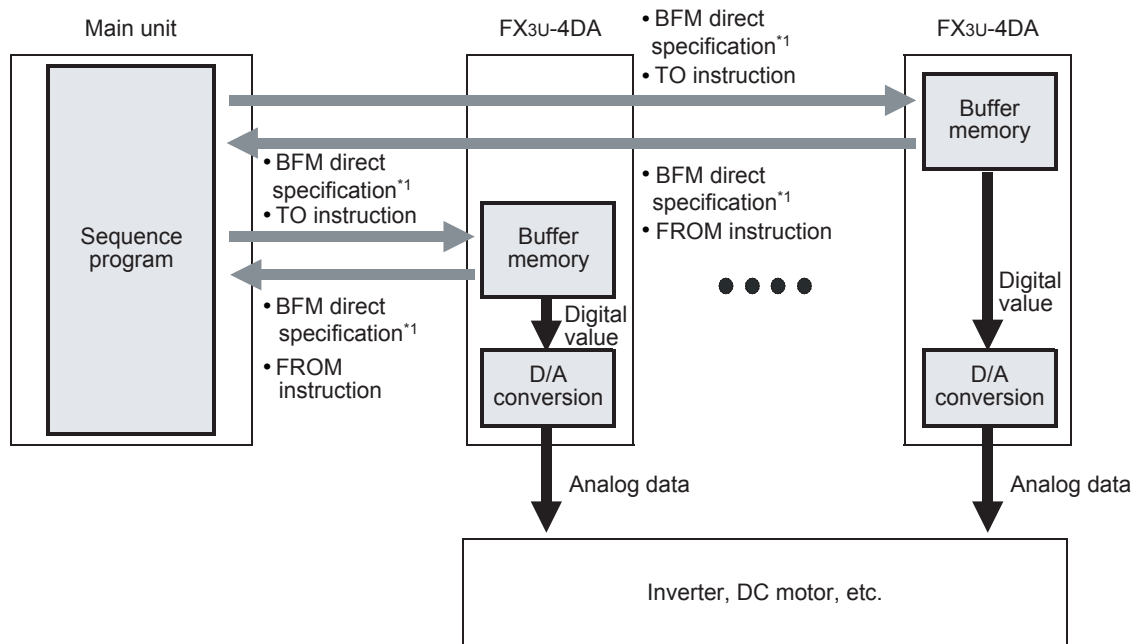 Main unit
FX3U-4DA
• BFM direct
specification*1
• TO instruction
FX3U-4DA
Buffer
memory
• BFM direct
specification*1
• TO instruction
• BFM direct
specification*1
• FROM instruction
Sequence
program
Buffer
memory
Digital
value
• BFM direct
specification*1
• FROM
instruction
Digital
value
D/A
conversion
D/A
conversion
Analog data
Analog data
Inverter, DC motor, etc.